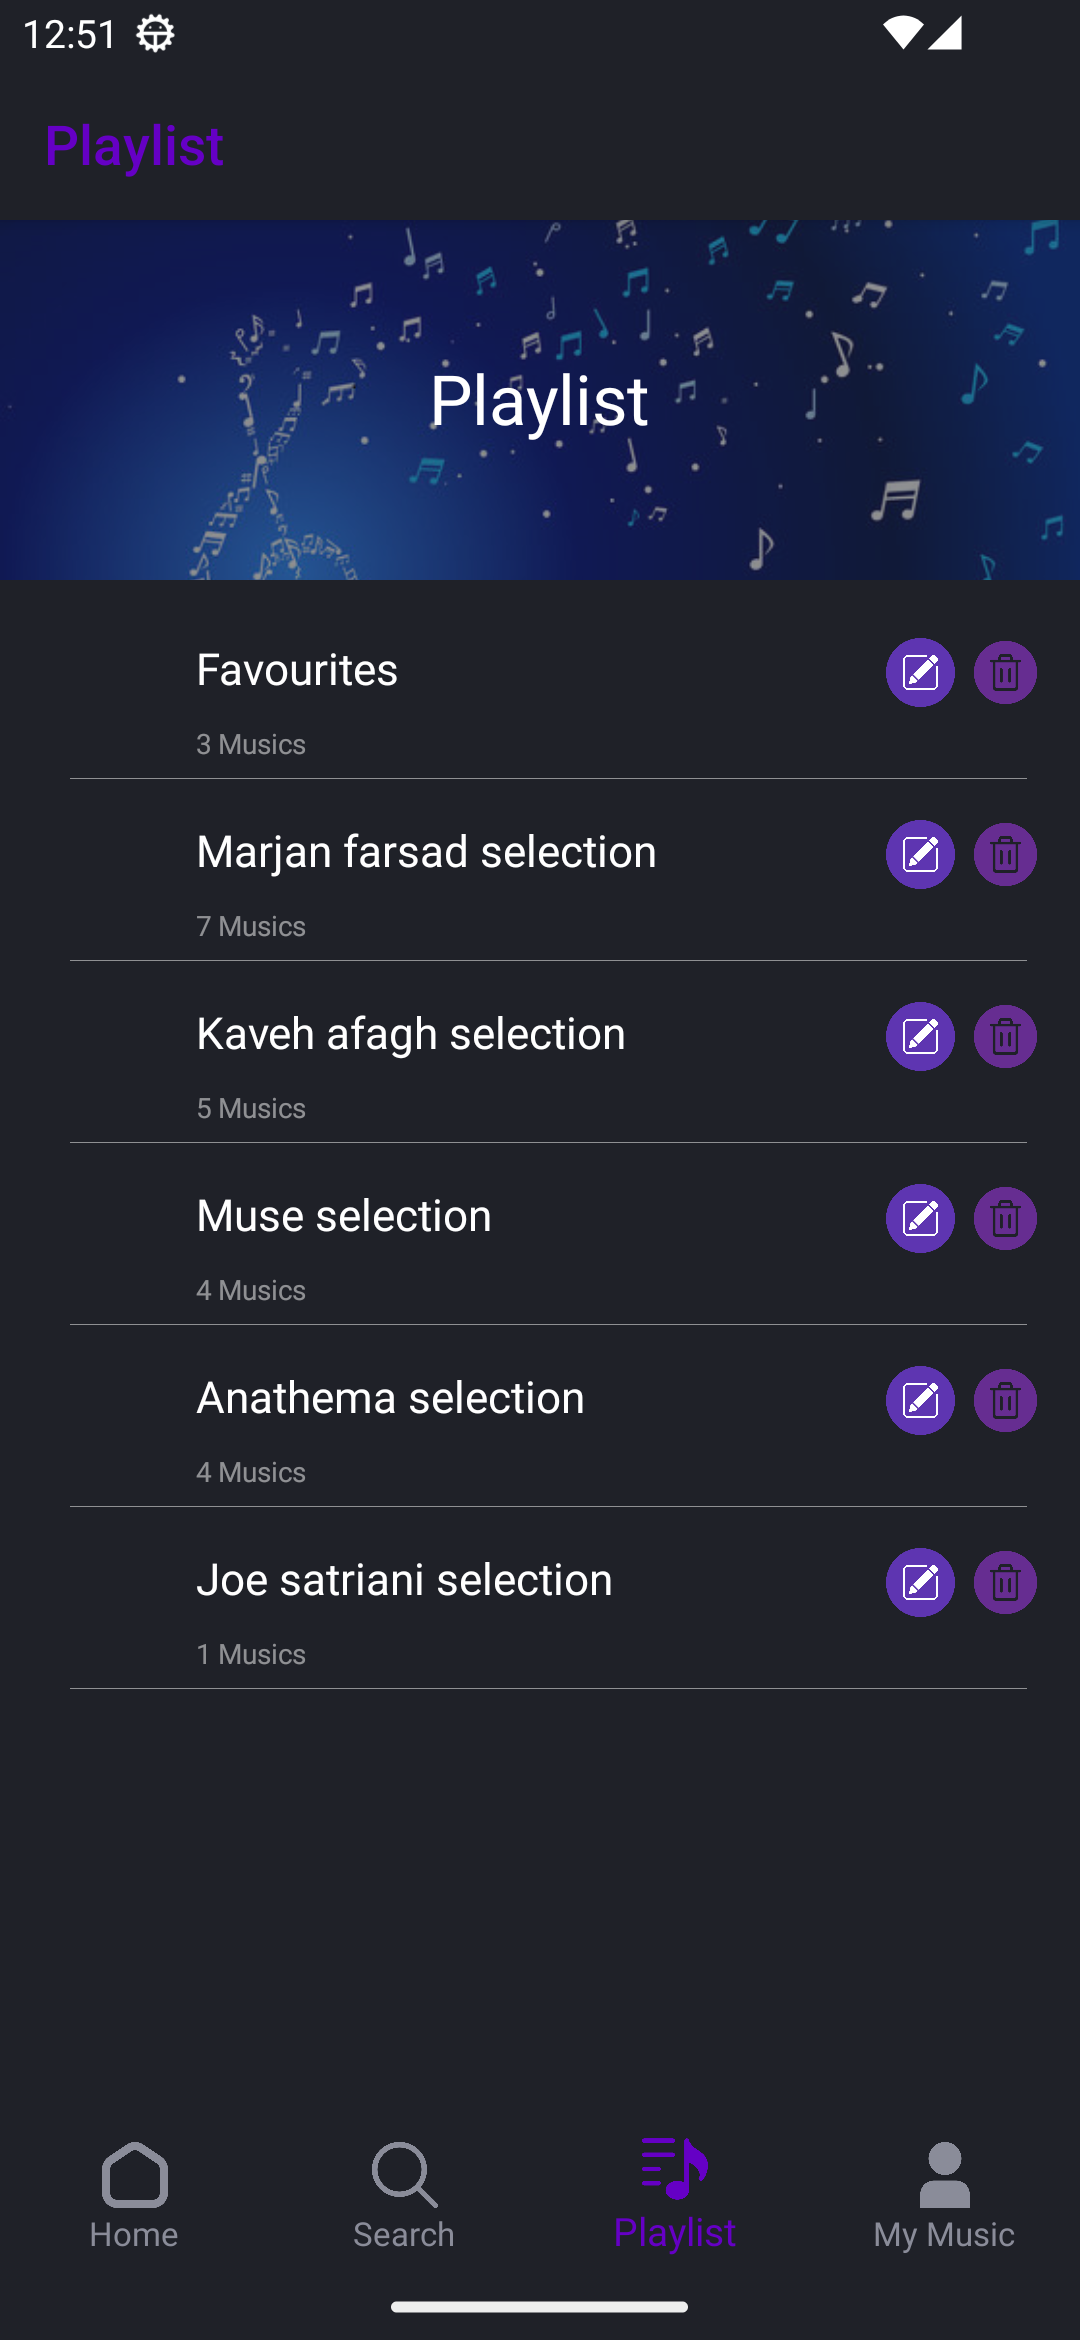 12:51
Playlist
Playlist
Favourites
3 Musics
Marjan farsad selection
7 Musics
Kaveh afagh selection
5 Musics
Muse selection
4 Musics
Anathema selection
4 Musics
Joe satriani selection
1 Musics
Home
Search
Playlist
My Music